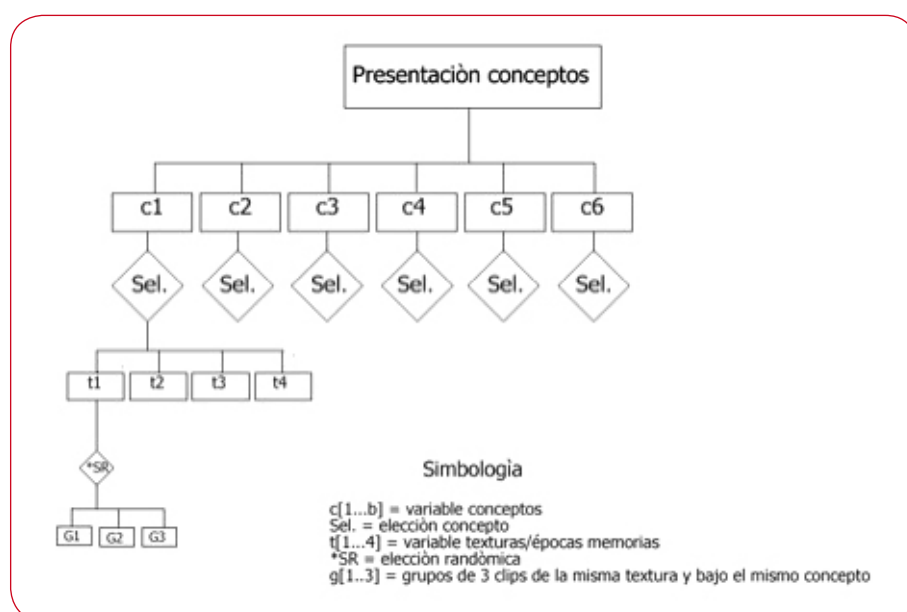 Presentaciòn conceptos
c1 c2 c3 c4 c5 c6
Sel. Sel. Sel. Sel. Sel. Sel.
t1 t2 t3 t4
*SR
G1 G2 G3
Simbologìa
c[1...b] = variable conceptos
Sel. = elecciòn concepto
t[1...4] = variable texturas/épocas memorias
*SR = elecciòn randòmica
g[1..3] = grupos de 3 clips de la misma textura y bajo el mismo concepto